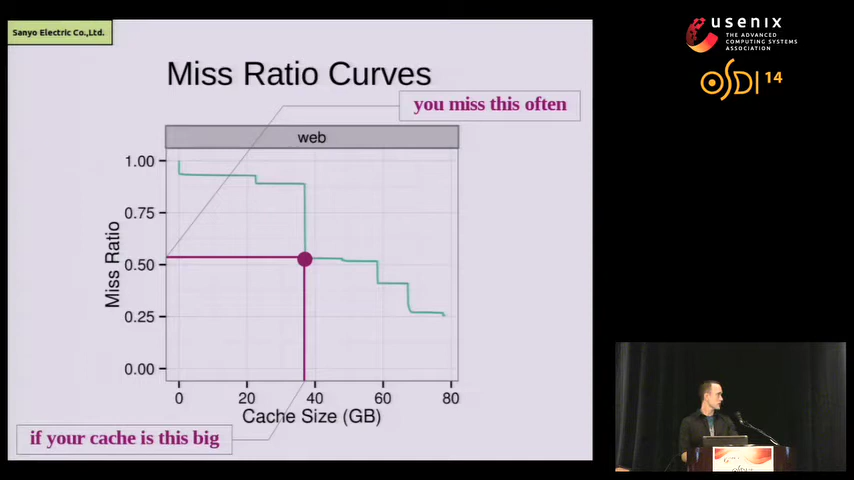 Sanyo Electric Co.,Ltd.
usenix
THE ADVANCED
COMPUTING SYSTEMS
ASSOCIATION
OSDI 14
Miss Ratio Curves
you miss this often
web
1.00
0.75
0.50
0.25
0.00
Miss Ratio
0 20 40 60 80
Cache Size (GB)
if your cache is this big